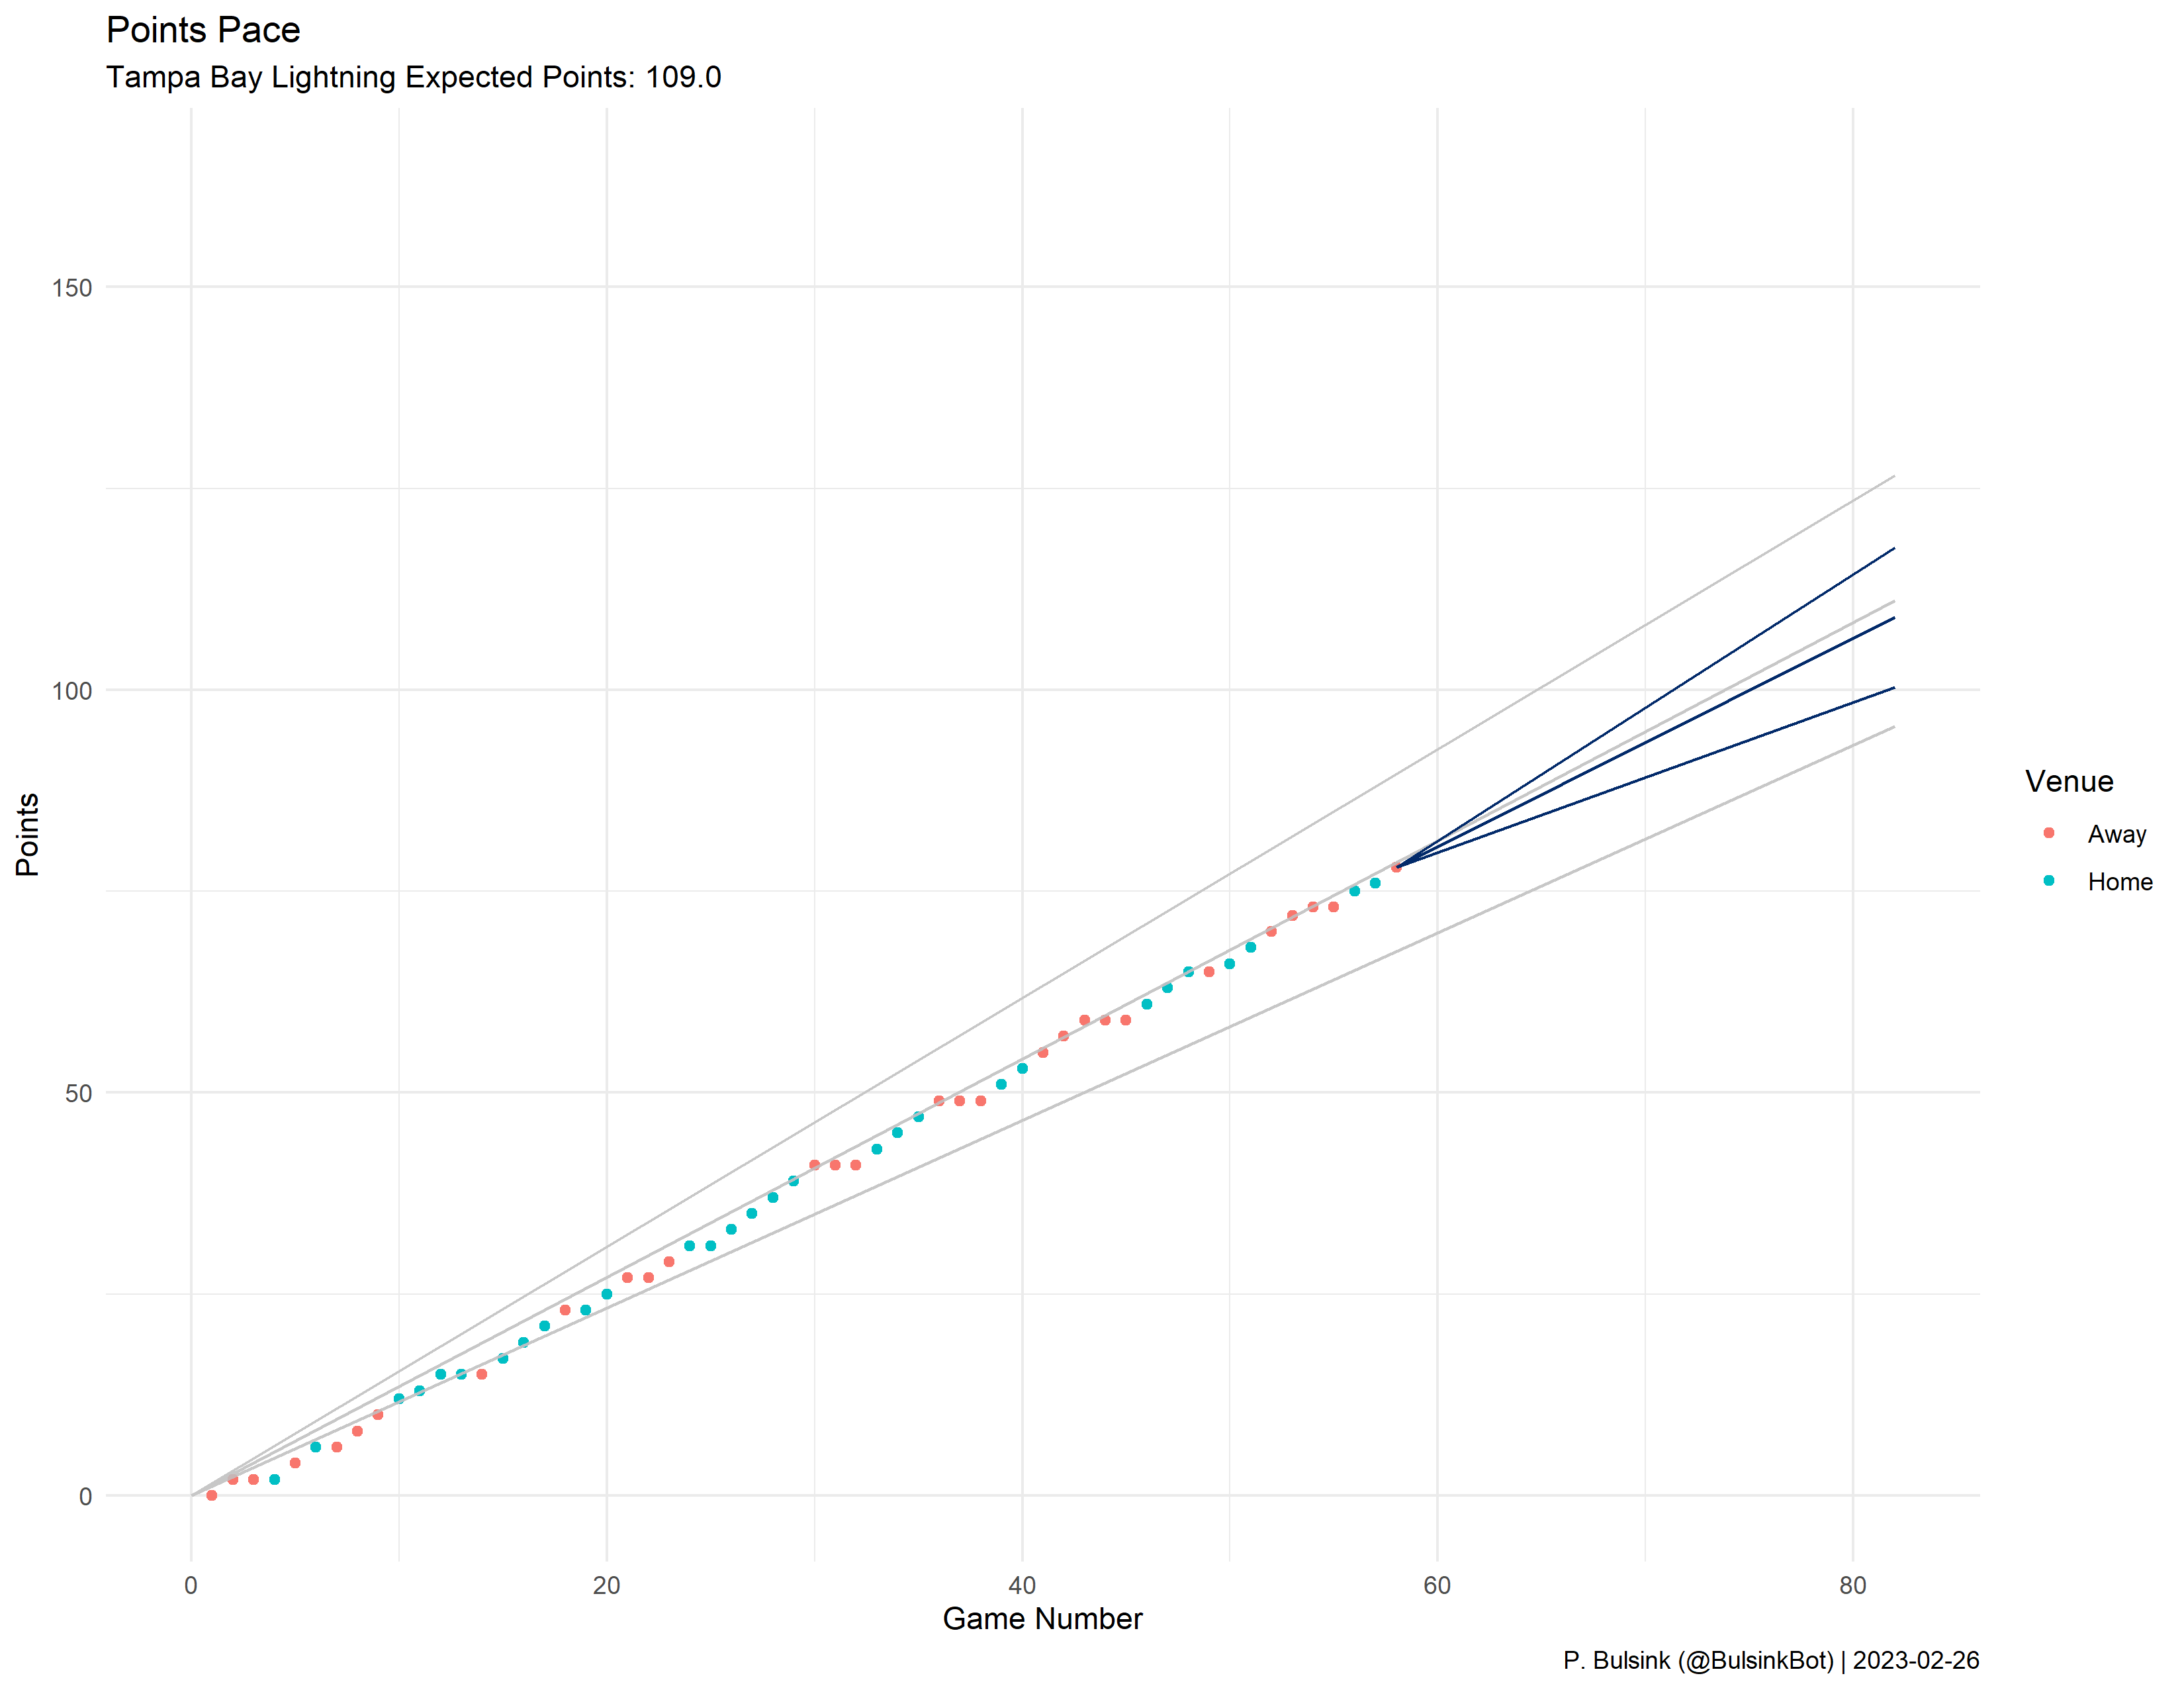 Points Pace
Tampa Bay Lightning Expected Points: 109.0
150
100
50
0
Points
0 20 40 60 80
Game Number
Venue
Away
Home
P. Bulsink (@BulsinkBot) | 2023-02-26